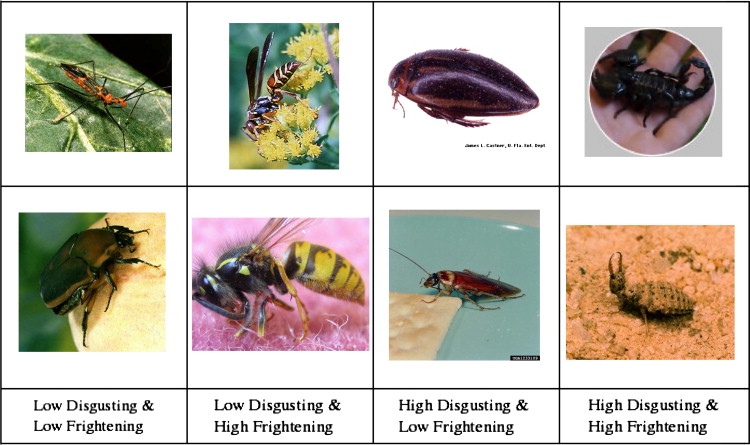 James L. Castner, U. Fla. Ent. Dept
Low Disgusting &
Low Frightening
Low Disgusting &
High Frightening
High Disgusting &
Low Frightening
High Disgusting &
High Frightening